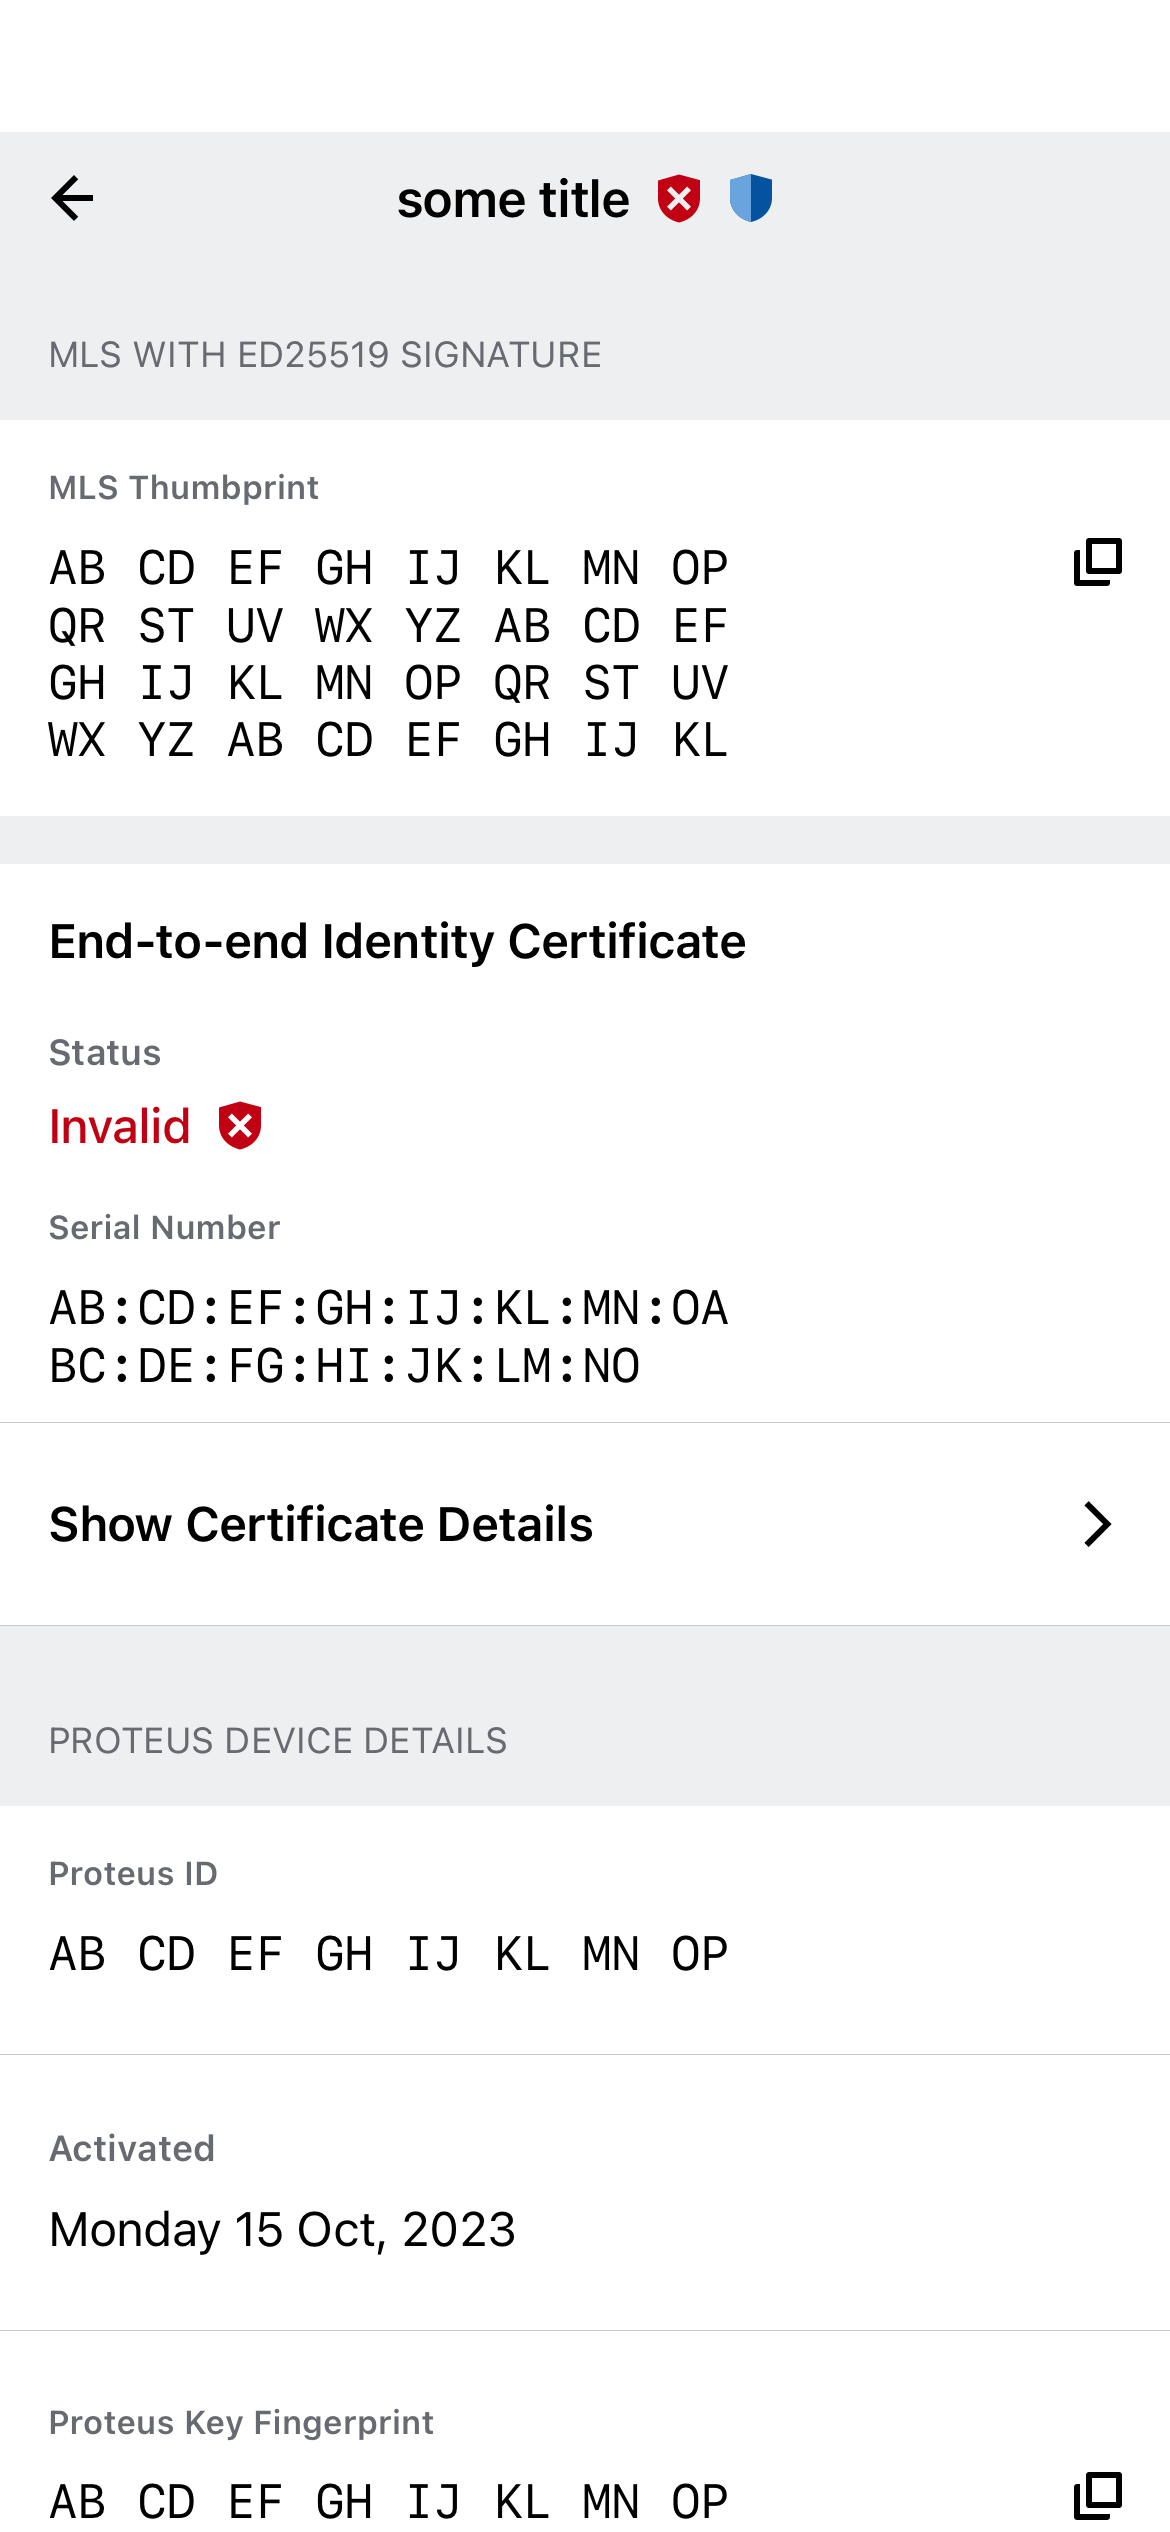 some title
MLS WITH ED25519 SIGNATURE
MLS Thumbprint
AB CD EF GH IJ KL MN OP
QR ST UV WX YZ AB CD EF
GH IJ KL MN OP QR ST UV
WX YZ AB CD EF GH IJ KL
End-to-end Identity Certificate
Status
Invalid
Serial Number
AB:CD:EF:GH:IJ:KL:MN:OA
BC:DE:FG:HI:JK:LM:NO
Show Certificate Details
PROTEUS DEVICE DETAILS
Proteus ID
AB CD EF GH IJ KL MN OP
Activated
Monday 15 Oct, 2023
Proteus Key Fingerprint
AB CD EF GH IJ KL MN OP